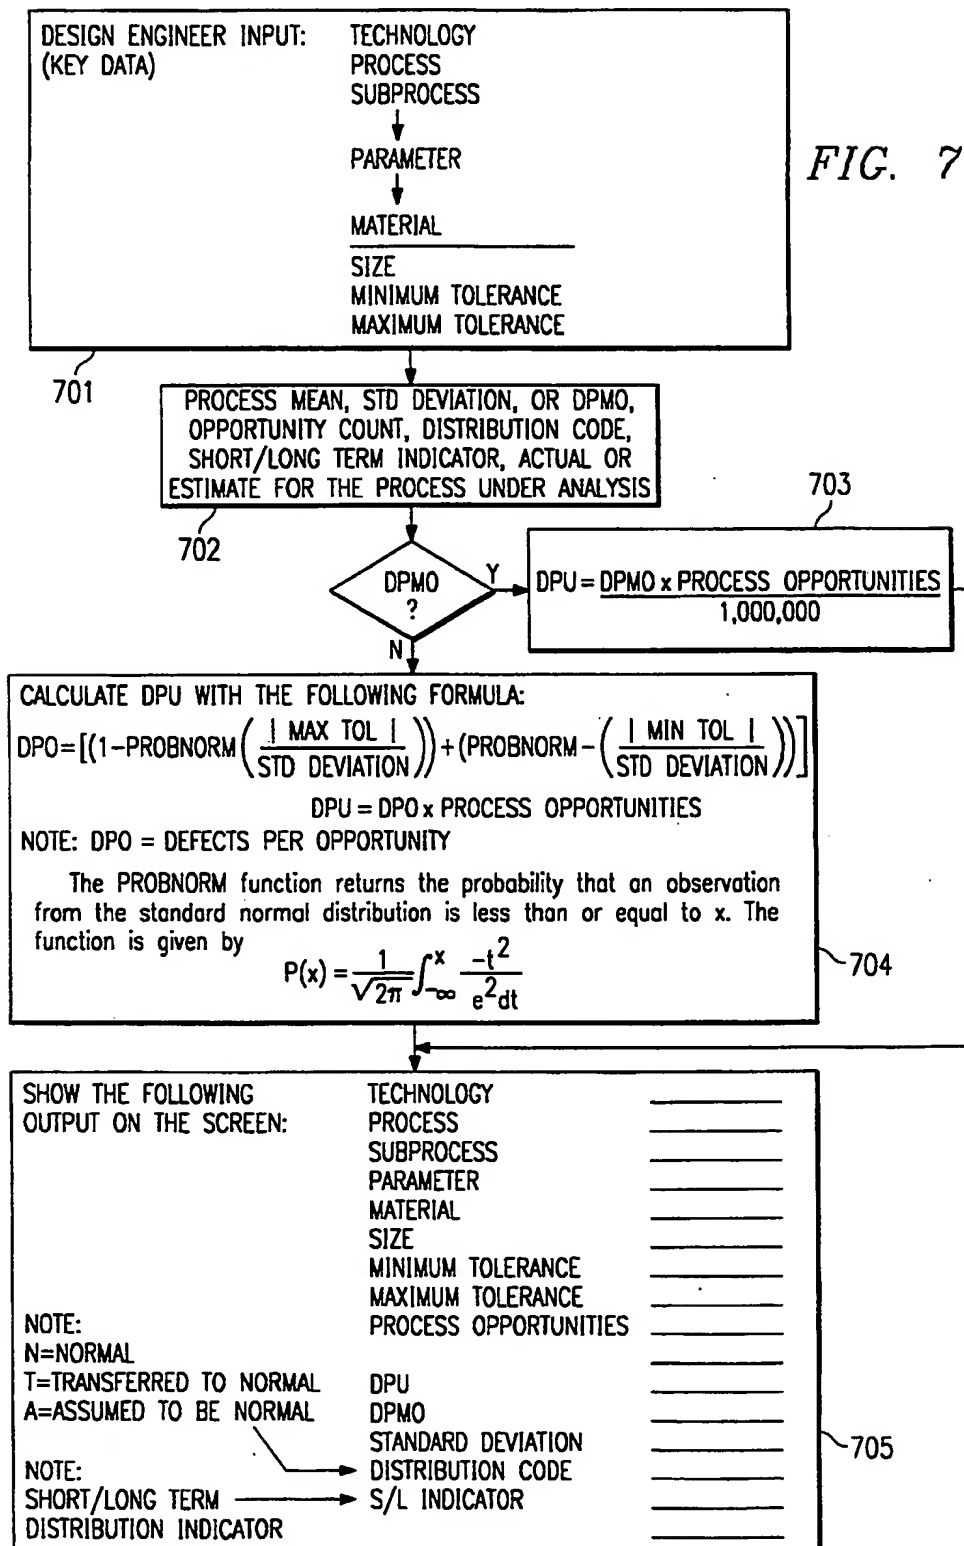 DESIGN ENGINEER INPUT: TECHNOLOGY
(KEY DATA) PROCESS
SUBPROCESS
PARAMETER
MATERIAL
SIZE
MINIMUM TOLERANCE
MAXIMUM TOLERANCE
FIG. 7
701
PROCESS MEAN, STD DEVIATION, OR DPMO,
OPPORTUNITY COUNT, DISTRIBUTION CODE,
SHORT/LONG TERM INDICATOR, ACTUAL OR
ESTIMATE FOR THE PROCESS UNDER ANALYSIS
702
703
DPMO
?
Y
N
DPU = DPMO x PROCESS OPPORTUNITIES
1,000,000
CALCULATE DPU WITH THE FOLLOWING FORMULA:
DPO = [(1-PROBNORM(| MAX TOL | / STD DEVIATION)) + (PROBNORM-(| MIN TOL | / STD DEVIATION))]
DPU = DPO x PROCESS OPPORTUNITIES
NOTE: DPO = DEFECTS PER OPPORTUNITY
The PROBNORM function returns the probability that an observation
from the standard normal distribution is less than or equal to x. The
function is given by
P(x) = 1/√2π ∫-∞^x -t^2 / e^2dt
704
SHOW THE FOLLOWING TECHNOLOGY
OUTPUT ON THE SCREEN: PROCESS
SUBPROCESS
PARAMETER
MATERIAL
SIZE
MINIMUM TOLERANCE
MAXIMUM TOLERANCE
NOTE: PROCESS OPPORTUNITIES
N=NORMAL
T=TRANSFERRED TO NORMAL DPU
A=ASSUMED TO BE NORMAL DPMO
STANDARD DEVIATION
NOTE: DISTRIBUTION CODE
SHORT/LONG TERM S/L INDICATOR
DISTRIBUTION INDICATOR
705